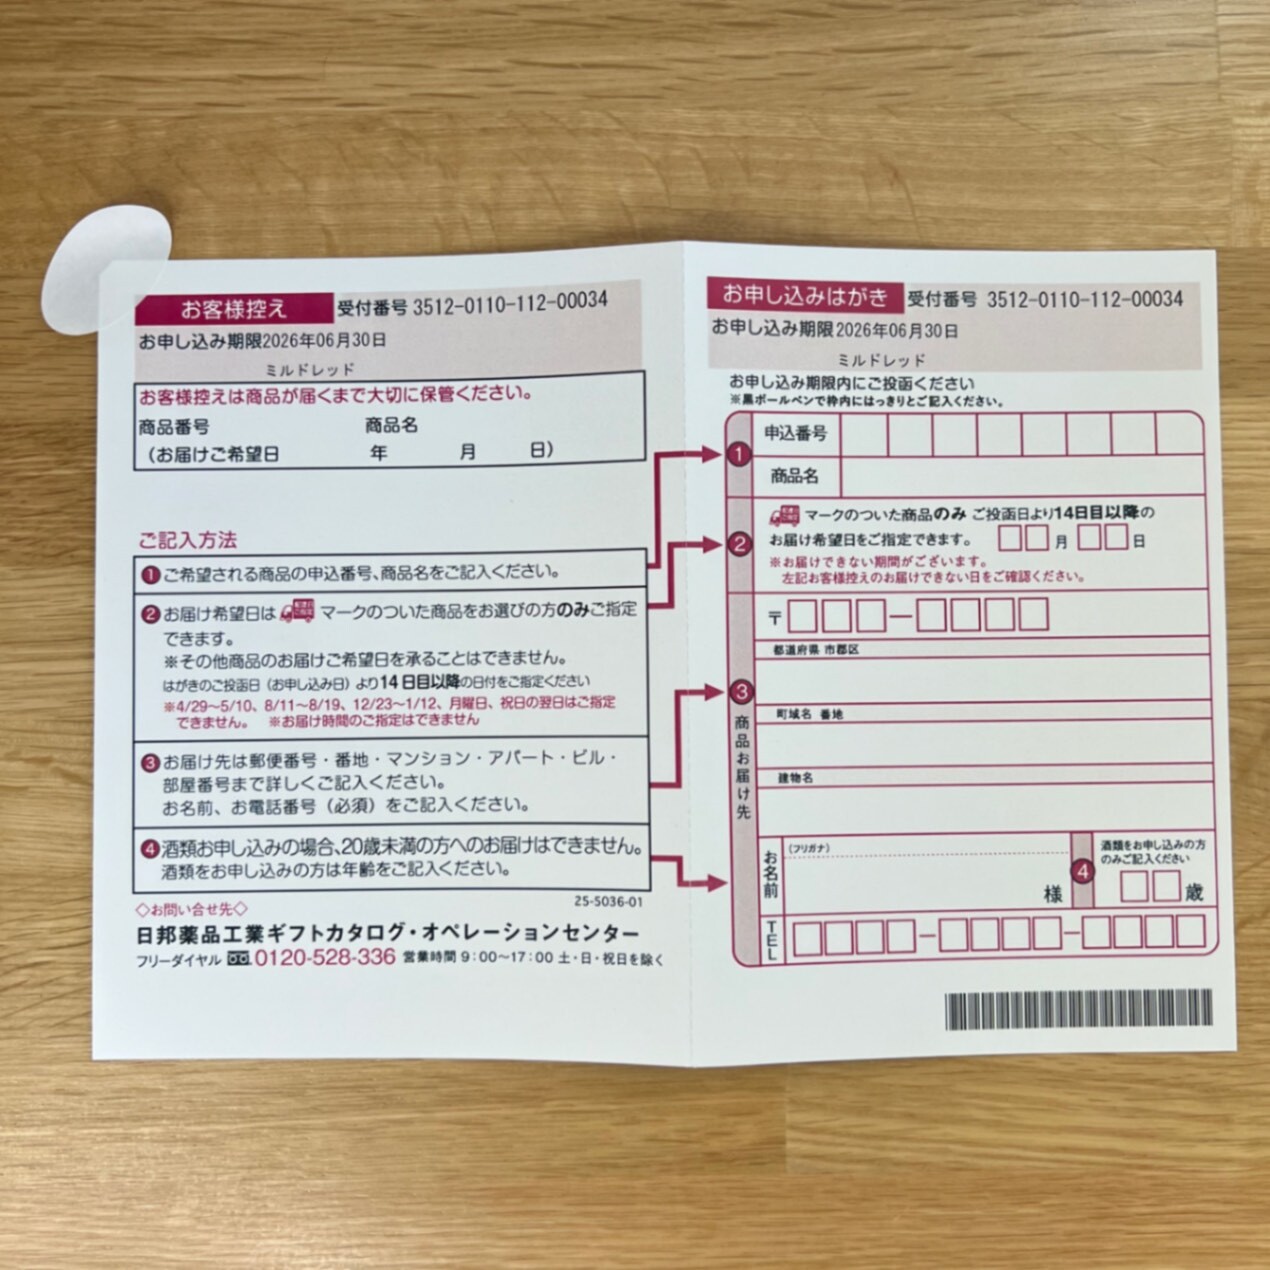 お客様控え 受付番号 3512-0110-112-00034
お申し込み期限2026年06月30日
ミルドレッド
お客様控えは商品が届くまで大切に保管ください。
商品番号 商品名
(お届けご希望日 年 月 日)
ご記入方法
1 ご希望される商品の申込番号、商品名をご記入ください。
2 お届け希望日は 配達日ご指定 マークのついた商品をお選びの方のみご指定
できます。
※その他商品のお届けご希望日を承ることはできません。
はがきのご投函日(お申し込み日)より14日目以降の日付をご指定ください
※4/29〜5/10、8/11〜8/19、12/23〜1/12、月曜日、祝日の翌日はご指定
できません。 ※お届け時間のご指定はできません
3 お届け先は郵便番号・番地・マンション・アパート・ビル・
部屋番号まで詳しくご記入ください。
お名前、お電話番号(必須)をご記入ください。
4 酒類お申し込みの場合、20歳未満の方へのお届けはできません。
酒類をお申し込みの方は年齢をご記入ください。
25-5036-01
◇お問い合せ先◇
日邦薬品工業ギフトカタログ・オペレーションセンター
フリーダイヤル 0120-528-336 営業時間 9:00〜17:00 土・日・祝日を除く
お申し込みはがき 受付番号 3512-0110-112-00034
お申し込み期限2026年06月30日
ミルドレッド
お申し込み期限内にご投函ください
※黒ボールペンで枠内にはっきりとご記入ください。
1 申込番号
商品名
2 配達日ご指定 マークのついた商品のみ ご投函日より14日目以降の
お届け希望日をご指定できます。 月 日
※お届けできない期間がございます。
左記お客様控えのお届けできない日をご確認ください。
3 商品お届け先
〒 ー
都道府県 市郡区
町域名 番地
建物名
お名前 (フリガナ)
様
4 酒類をお申し込みの方
のみご記入ください
歳
TEL ー ー